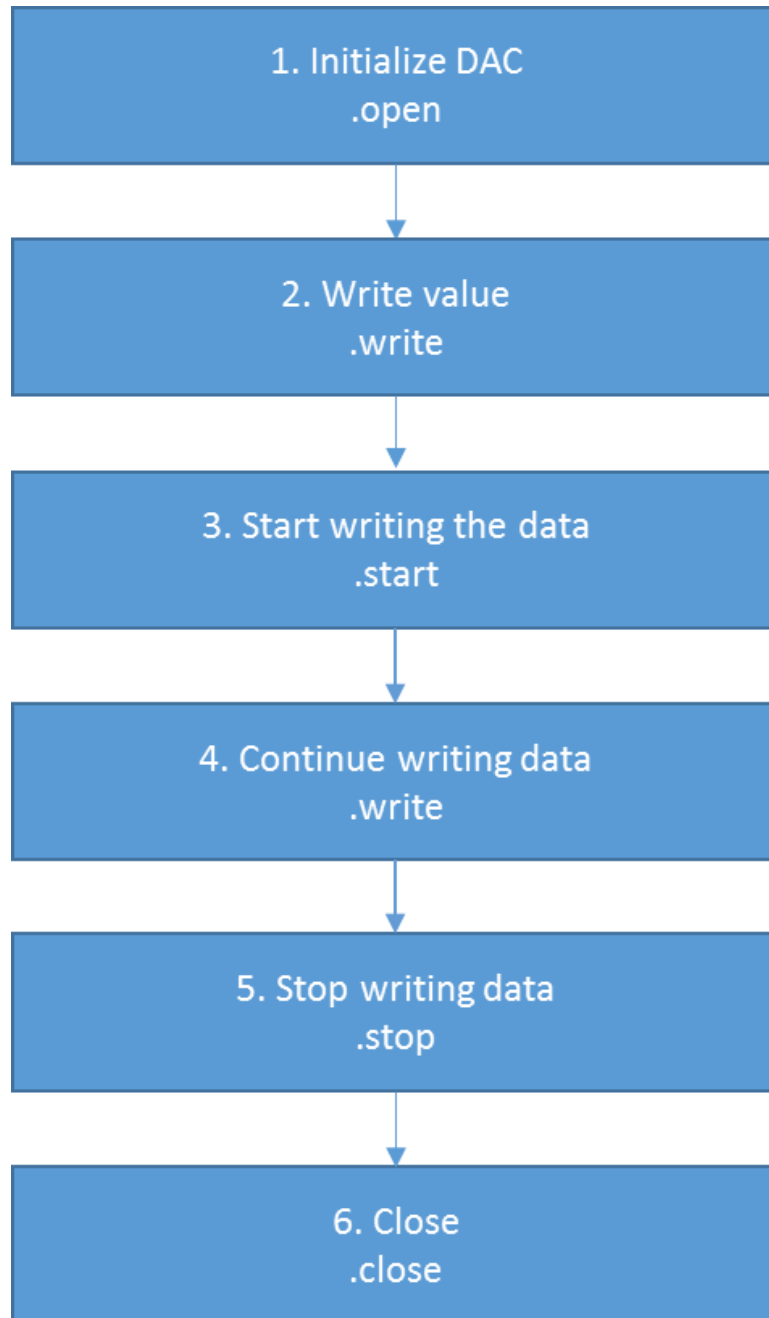 1. Initialize DAC
.open
2. Write value
.write
3. Start writing the data
.start
4. Continue writing data
.write
5. Stop writing data
.stop
6. Close
.close